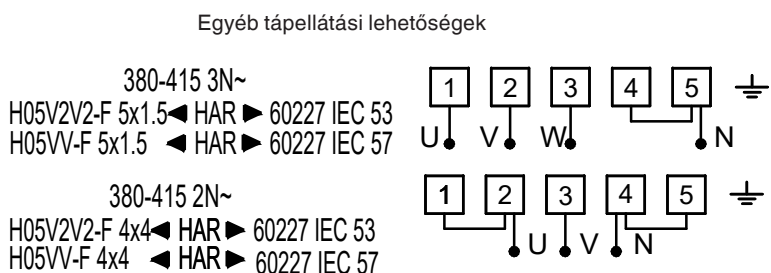 Egyéb tápellátási lehetőségek
380-415 3N~
H05V2V2-F 5x1.5◄ HAR ► 60227 IEC 53
H05VV-F 5x1.5 ◄ HAR ► 60227 IEC 57
1 2 3 4 5
U V W N
380-415 2N~
H05V2V2-F 4x4◄ HAR ► 60227 IEC 53
H05VV-F 4x4 ◄ HAR ► 60227 IEC 57
1 2 3 4 5
U V N